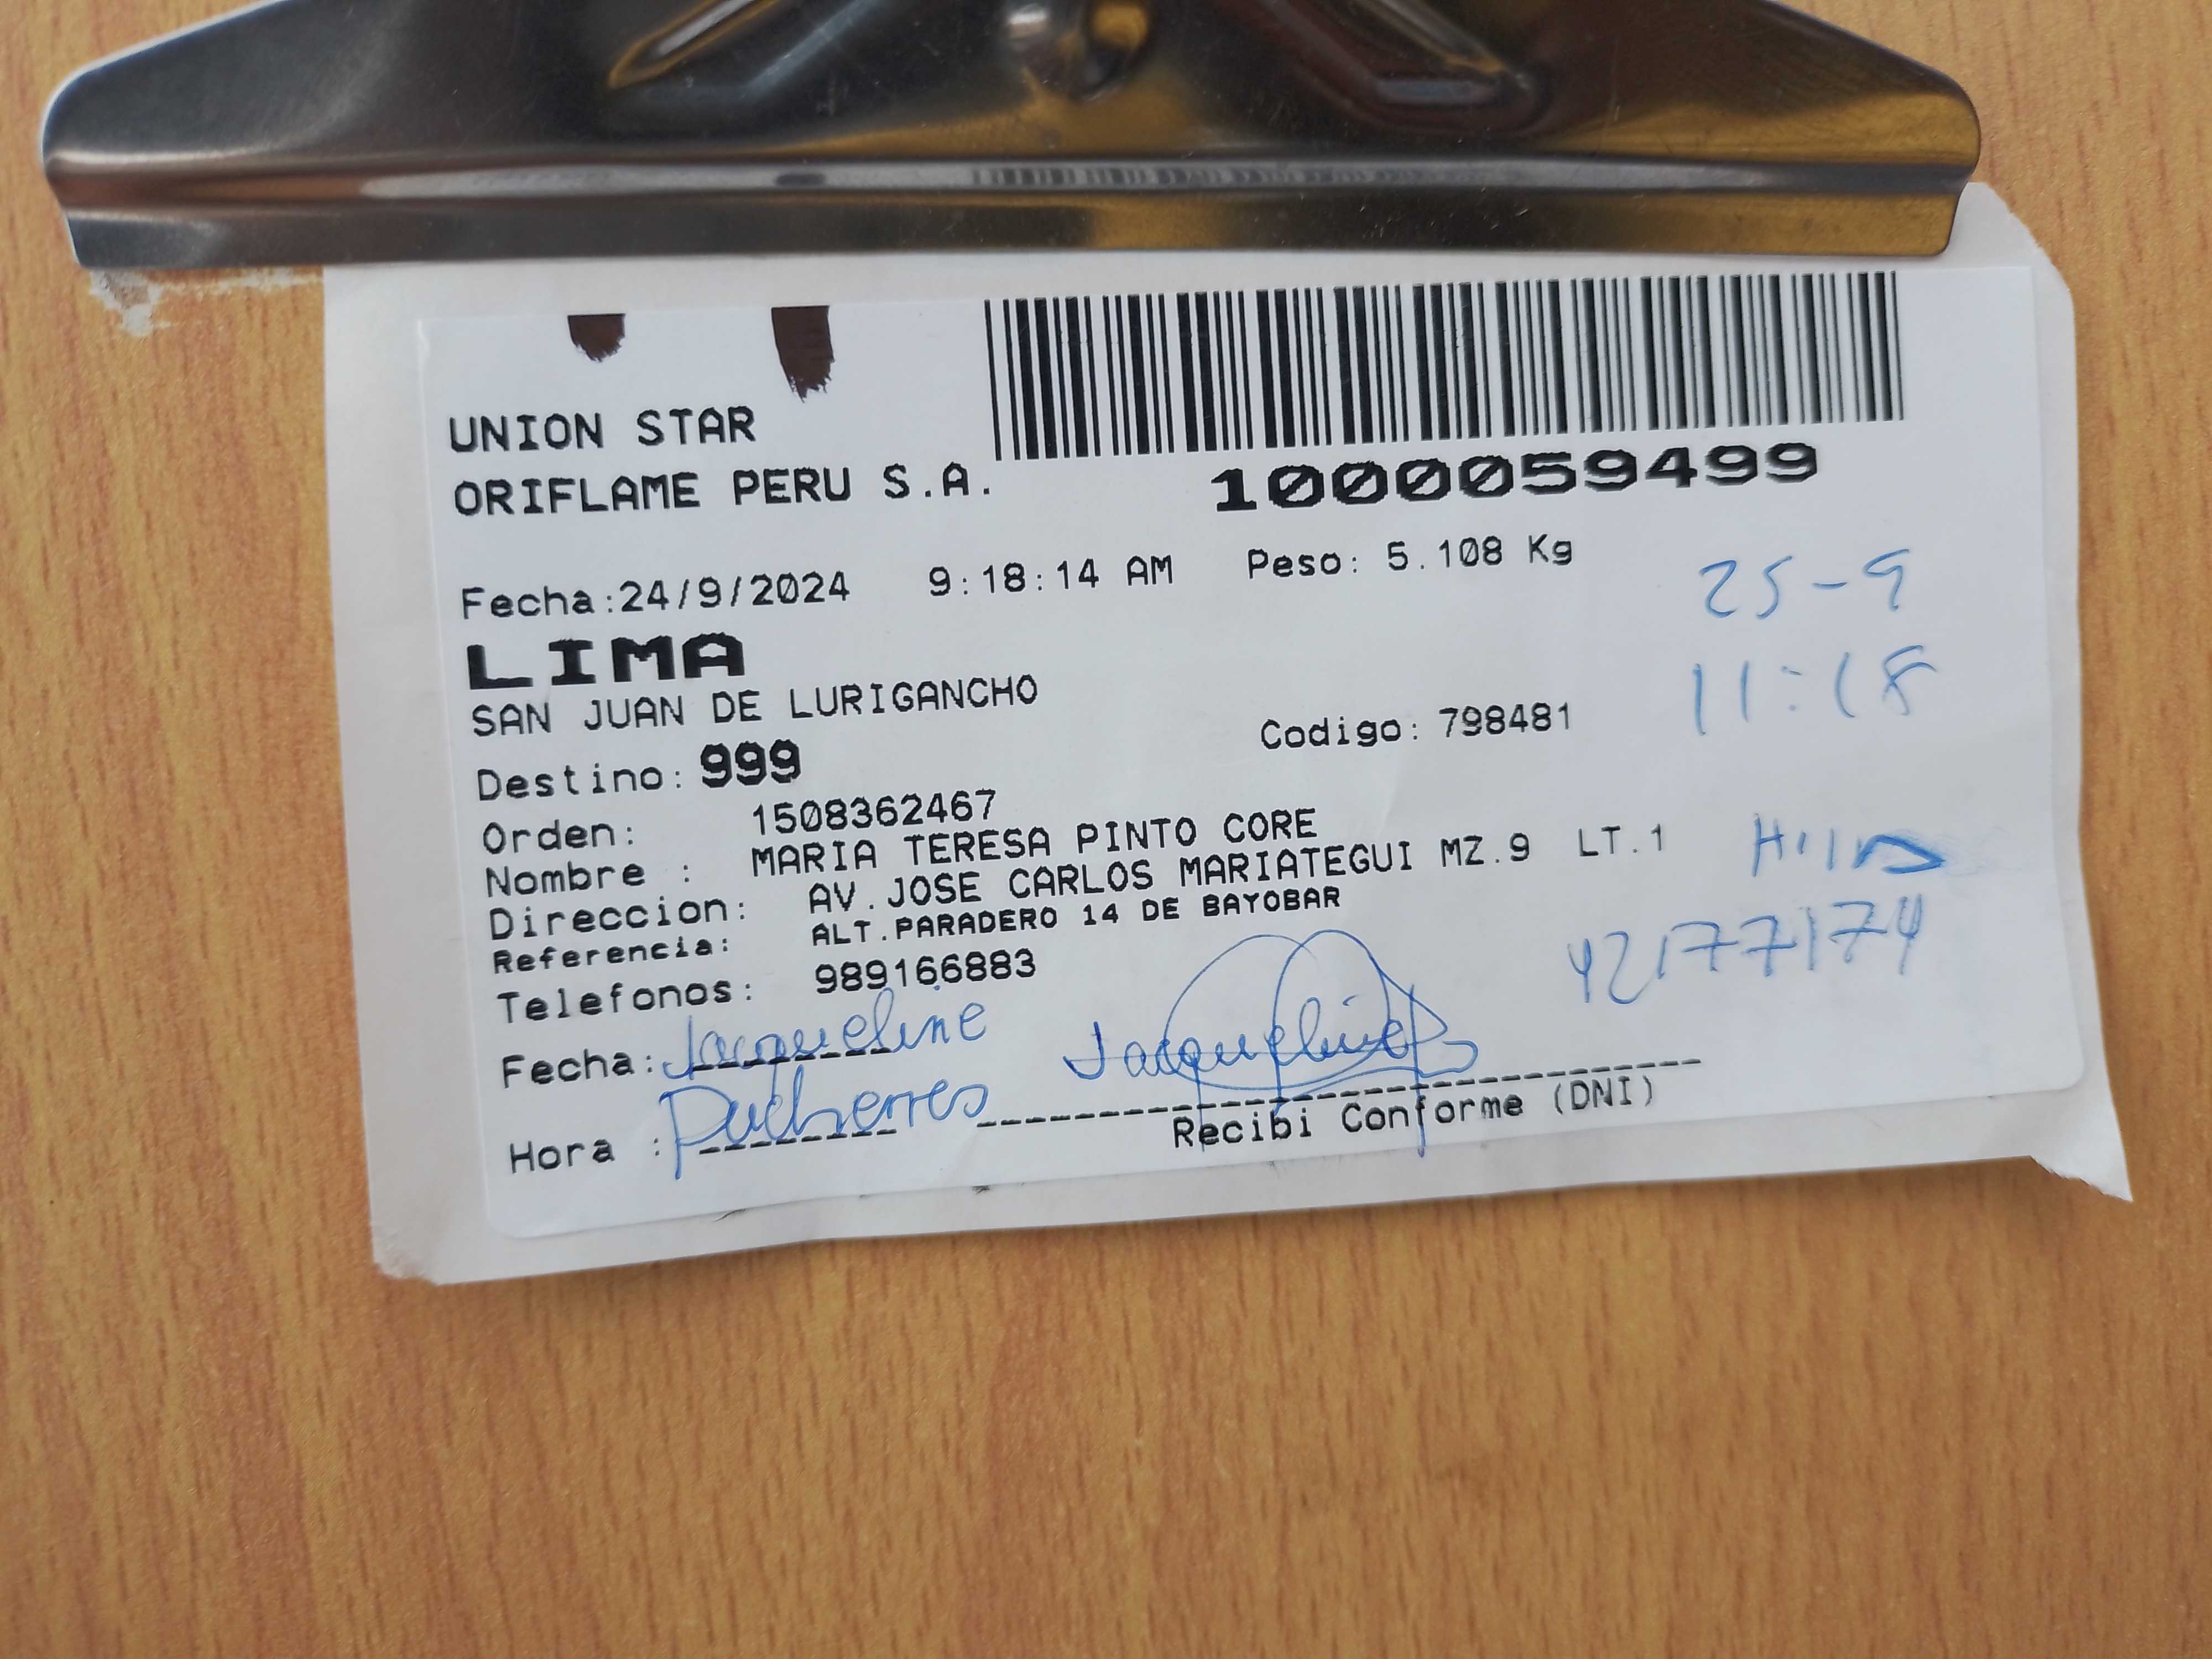 UNION STAR
ORIFLAME PERU S.A.
1000059499
Fecha:24/9/2024 9:18:14 AM Peso: 5.108 Kg
25-9
LIMA
11:18
SAN JUAN DE LURIGANCHO
Codigo: 798481
Destino: 999
Orden: 1508362467
Nombre : MARIA TERESA PINTO CORE
Direccion: AV.JOSE CARLOS MARIATEGUI MZ.9 LT.1
Referencia: ALT.PARADERO 14 DE BAYOBAR
Telefonos: 989166883
42177174
Fecha: Jacqueline
Jacqueline
Hora :
Recibi Conforme (DNI)